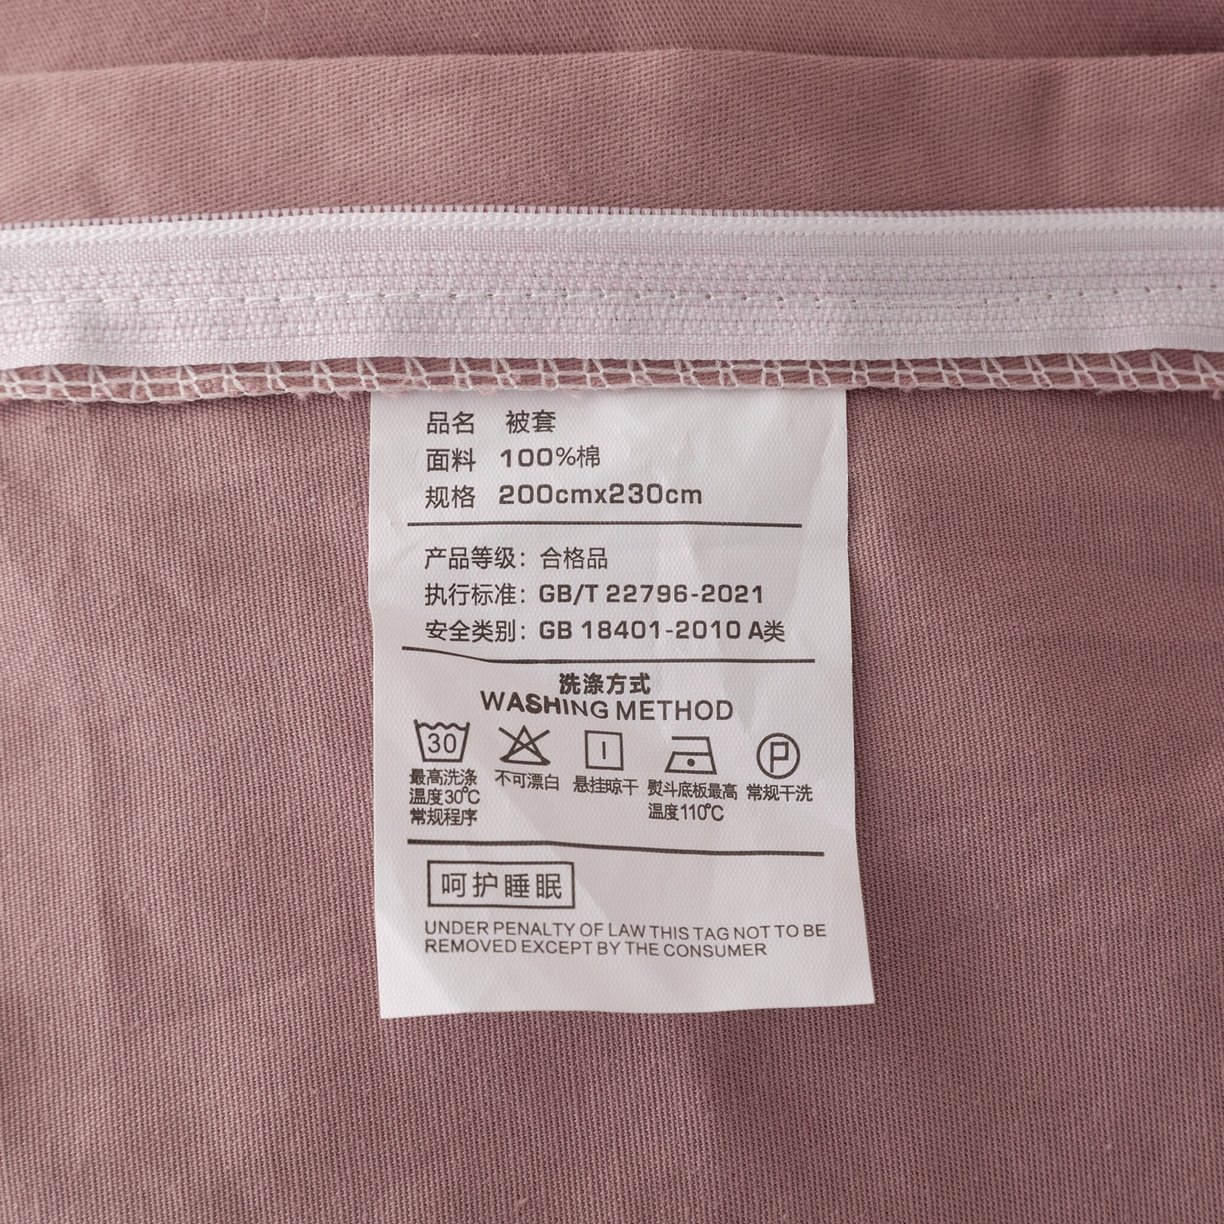 品名 被套
面料 100%棉
规格 200cmx230cm
产品等级：合格品
执行标准：GB/T 22796-2021
安全类别：GB 18401-2010 A类
洗涤方式
WASHING METHOD
30
P
最高洗涤
温度30℃
常规程序
不可漂白
悬挂晾干
熨斗底板最高
温度110℃
常规干洗
呵护睡眠
UNDER PENALTY OF LAW THIS TAG NOT TO BE
REMOVED EXCEPT BY THE CONSUMER